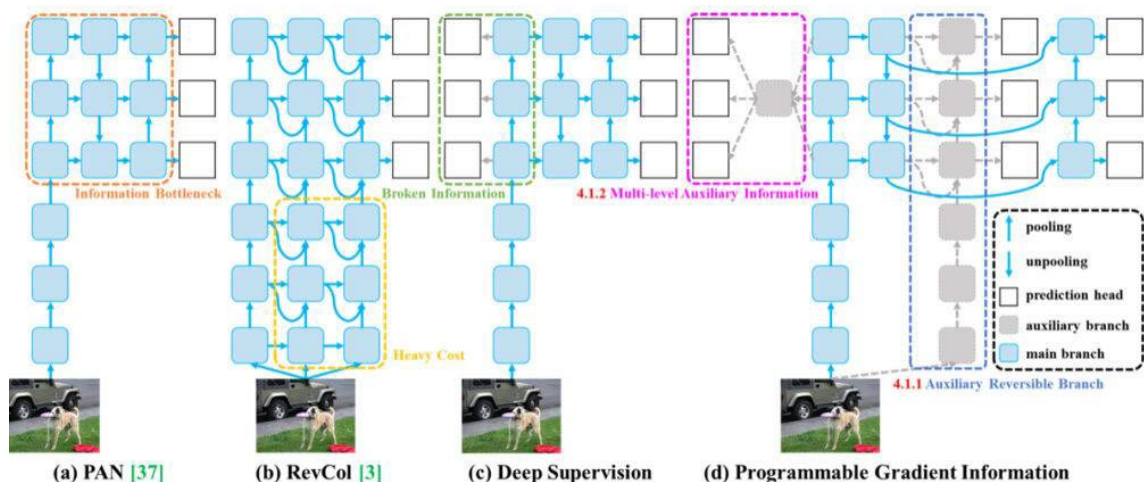 Information Bottleneck
Broken Information
4.1.2 Multi-level Auxiliary Information
pooling
unpooling
prediction head
auxiliary branch
main branch
Heavy Cost
4.1.1 Auxiliary Reversible Branch
(a) PAN [37]
(b) RevCol [3]
(c) Deep Supervision
(d) Programmable Gradient Information